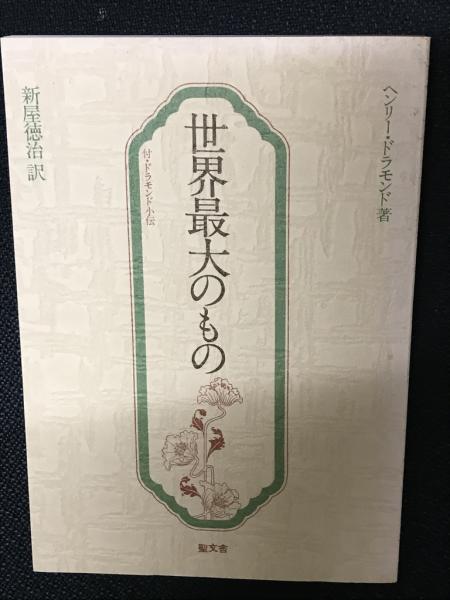 ヘンリー・ドラモンド著
世界最大のもの
付・ドラモンド小伝
新屋徳治訳
聖文舎